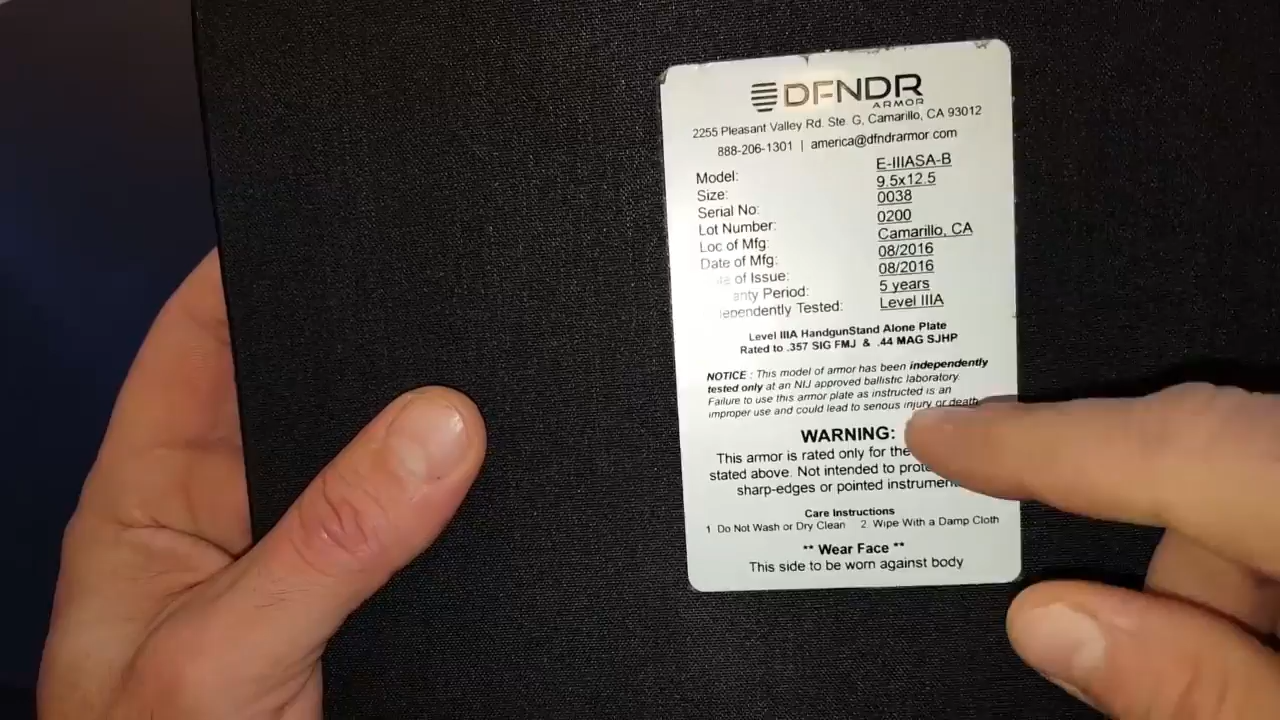 DFNDR
ARMOR
2255 Pleasant Valley Rd. Ste. G, Camarillo, CA 93012
888-206-1301 | america@dfndrarmor.com
Model: E-IIIASA-B
Size: 9.5x12.5
Serial No: 0038
Lot Number: 0200
Loc of Mfg: Camarillo, CA
Date of Mfg: 08/2016
of Issue: 08/2016
anty Period: 5 years
ependently Tested: Level IIIA
Level IIIA HandgunStand Alone Plate
Rated to .357 SIG FMJ & .44 MAG SJHP
NOTICE : This model of armor has been independently
tested only at an NIJ approved ballistic laboratory.
Failure to use this armor plate as instructed is an
improper use and could lead to serious injury or death
WARNING:
This armor is rated only for the
stated above. Not intended to prote
sharp-edges or pointed instrumen
Care Instructions
1 Do Not Wash or Dry Clean 2. Wipe With a Damp Cloth
** Wear Face **
This side to be worn against body